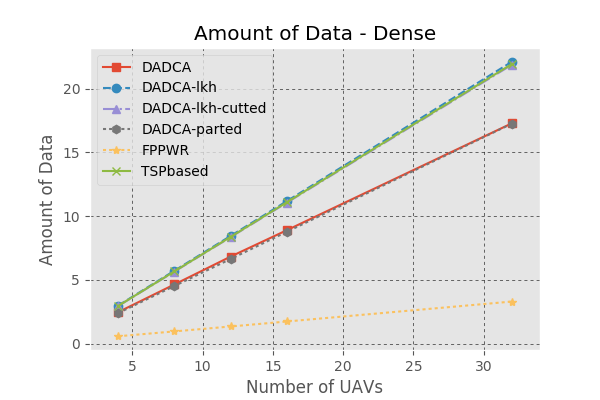 Amount of Data - Dense
DADCA
DADCA-lkh
DADCA-lkh-cutted
DADCA-parted
FPPWR
TSPbased
Amount of Data
20
15
10
5
0
5
10
15
20
25
30
Number of UAVs